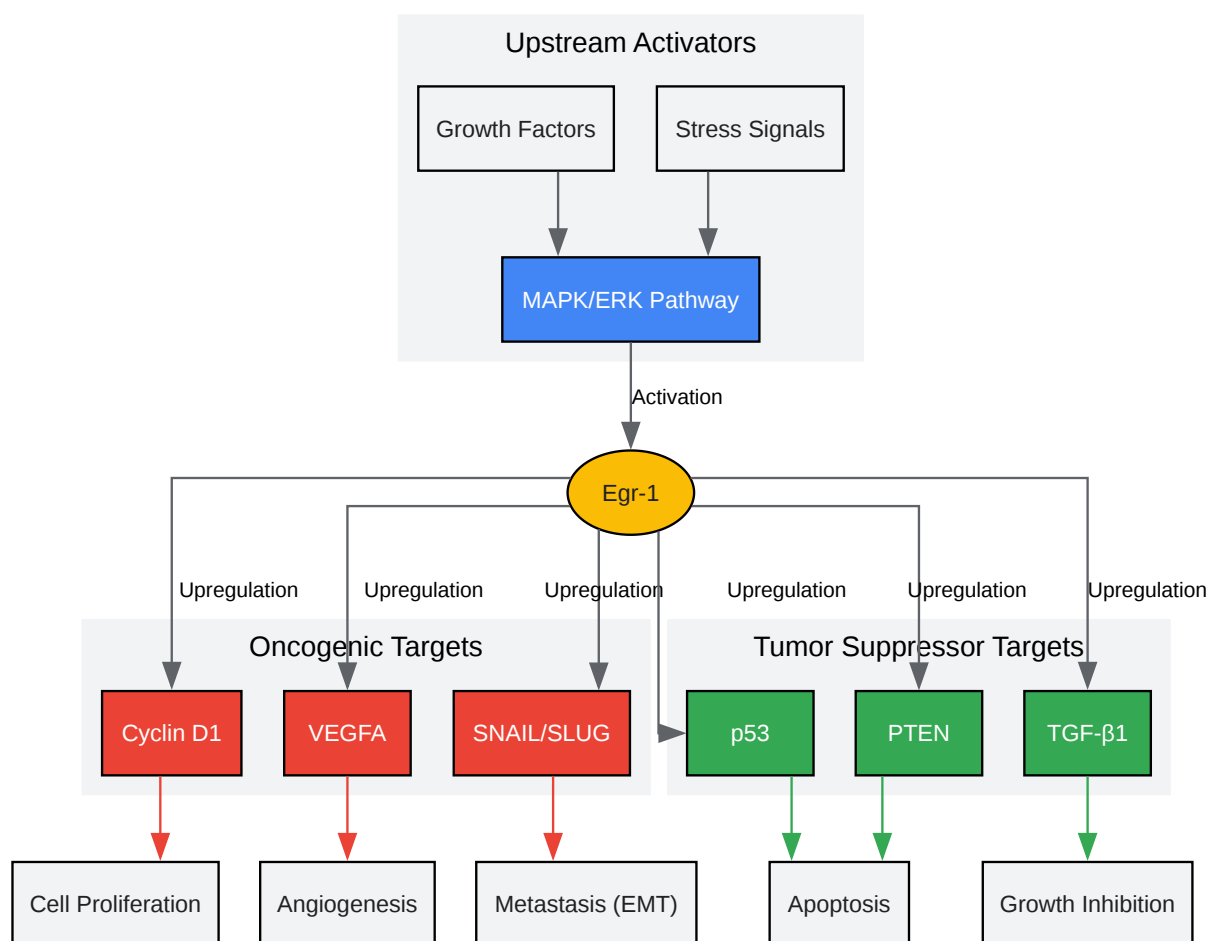 Upstream Activators
Growth Factors
Stress Signals
MAPK/ERK Pathway
Activation
Egr-1
Upregulation
Upregulation
Upregulation
Upregulation
Upregulation
Upregulation
Oncogenic Targets
Tumor Suppressor Targets
Cyclin D1
VEGFA
SNAIL/SLUG
p53
PTEN
TGF-β1
Cell Proliferation
Angiogenesis
Metastasis (EMT)
Apoptosis
Growth Inhibition